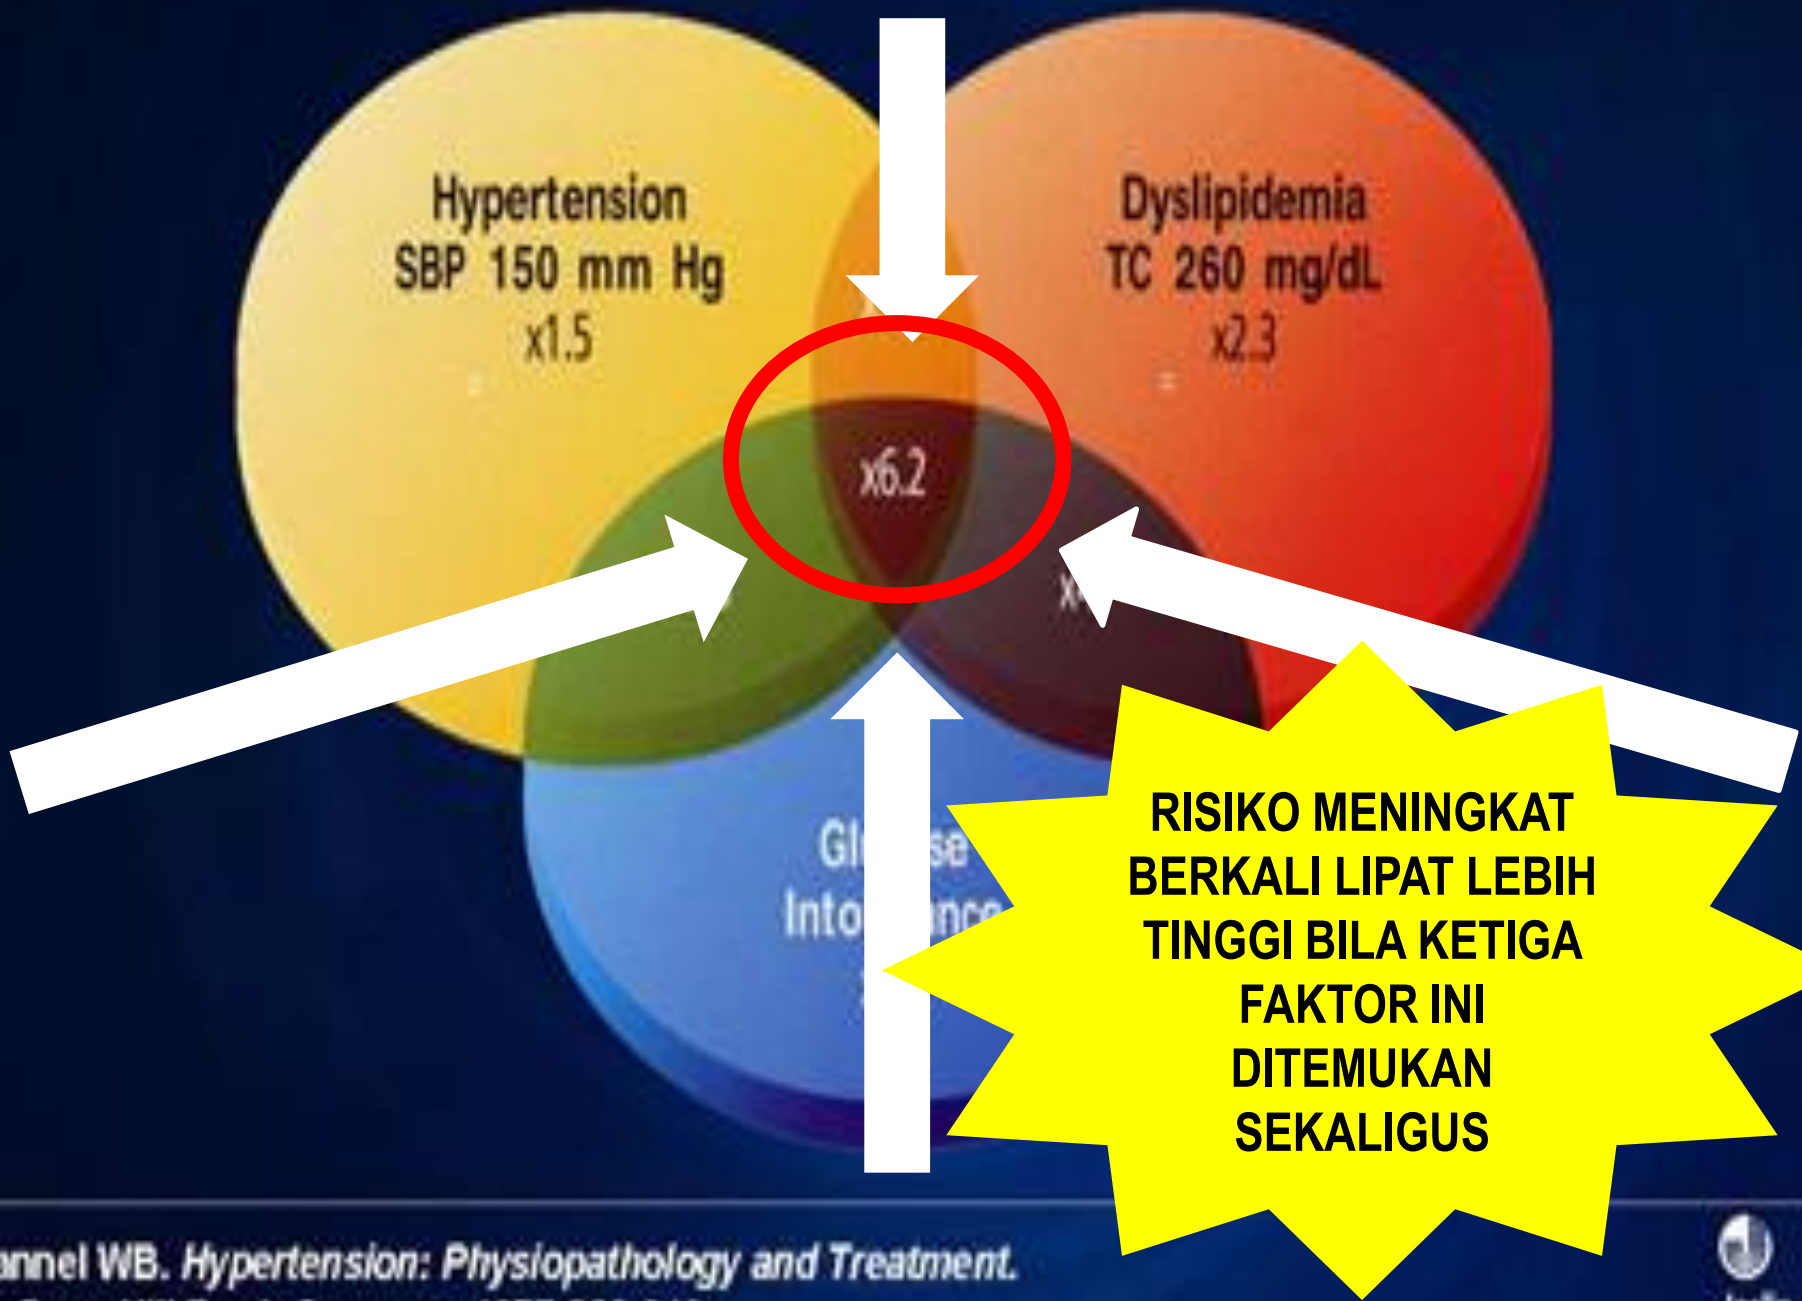 Hypertension
SBP 150 mm Hg
x1.5
Dyslipidemia
TC 260 mg/dL
x2.3
x6.2
RISIKO MENINGKAT
BERKALI LIPAT LEBIH
TINGGI BILA KETIGA
FAKTOR INI
DITEMUKAN
SEKALIGUS
WB. Hypertension: Physiopathology and Treatment.